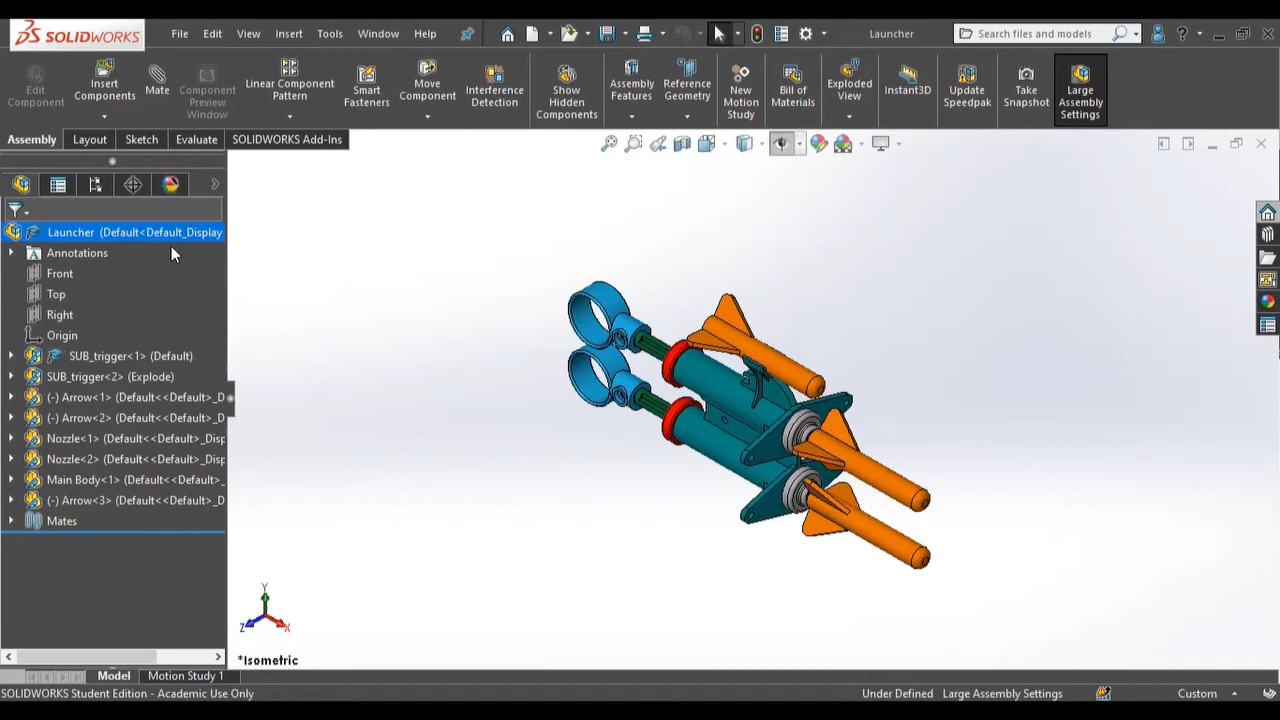 SOLIDWORKS
File Edit View Insert Tools Window Help
Launcher
Search files and models
Edit Component
Insert Components
Mate
Component Preview Window
Linear Component Pattern
Smart Fasteners
Move Component
Interference Detection
Show Hidden Components
Assembly Features
Reference Geometry
New Motion Study
Bill of Materials
Exploded View
Instant3D
Update Speedpak
Take Snapshot
Large Assembly Settings
Assembly Layout Sketch Evaluate SOLIDWORKS Add-Ins
Launcher (Default<Default_Display
Annotations
Front
Top
Right
Origin
SUB_trigger<1> (Default)
SUB_trigger<2> (Explode)
(-) Arrow<1> (Default<<Default>_D
(-) Arrow<2> (Default<<Default>_D
Nozzle<1> (Default<<Default>_Disp
Nozzle<2> (Default<<Default>_Disp
Main Body<1> (Default<<Default>_
(-) Arrow<3> (Default<<Default>_D
Mates
Y
Z X
*Isometric
Model Motion Study 1
SOLIDWORKS Student Edition - Academic Use Only
Under Defined Large Assembly Settings Custom